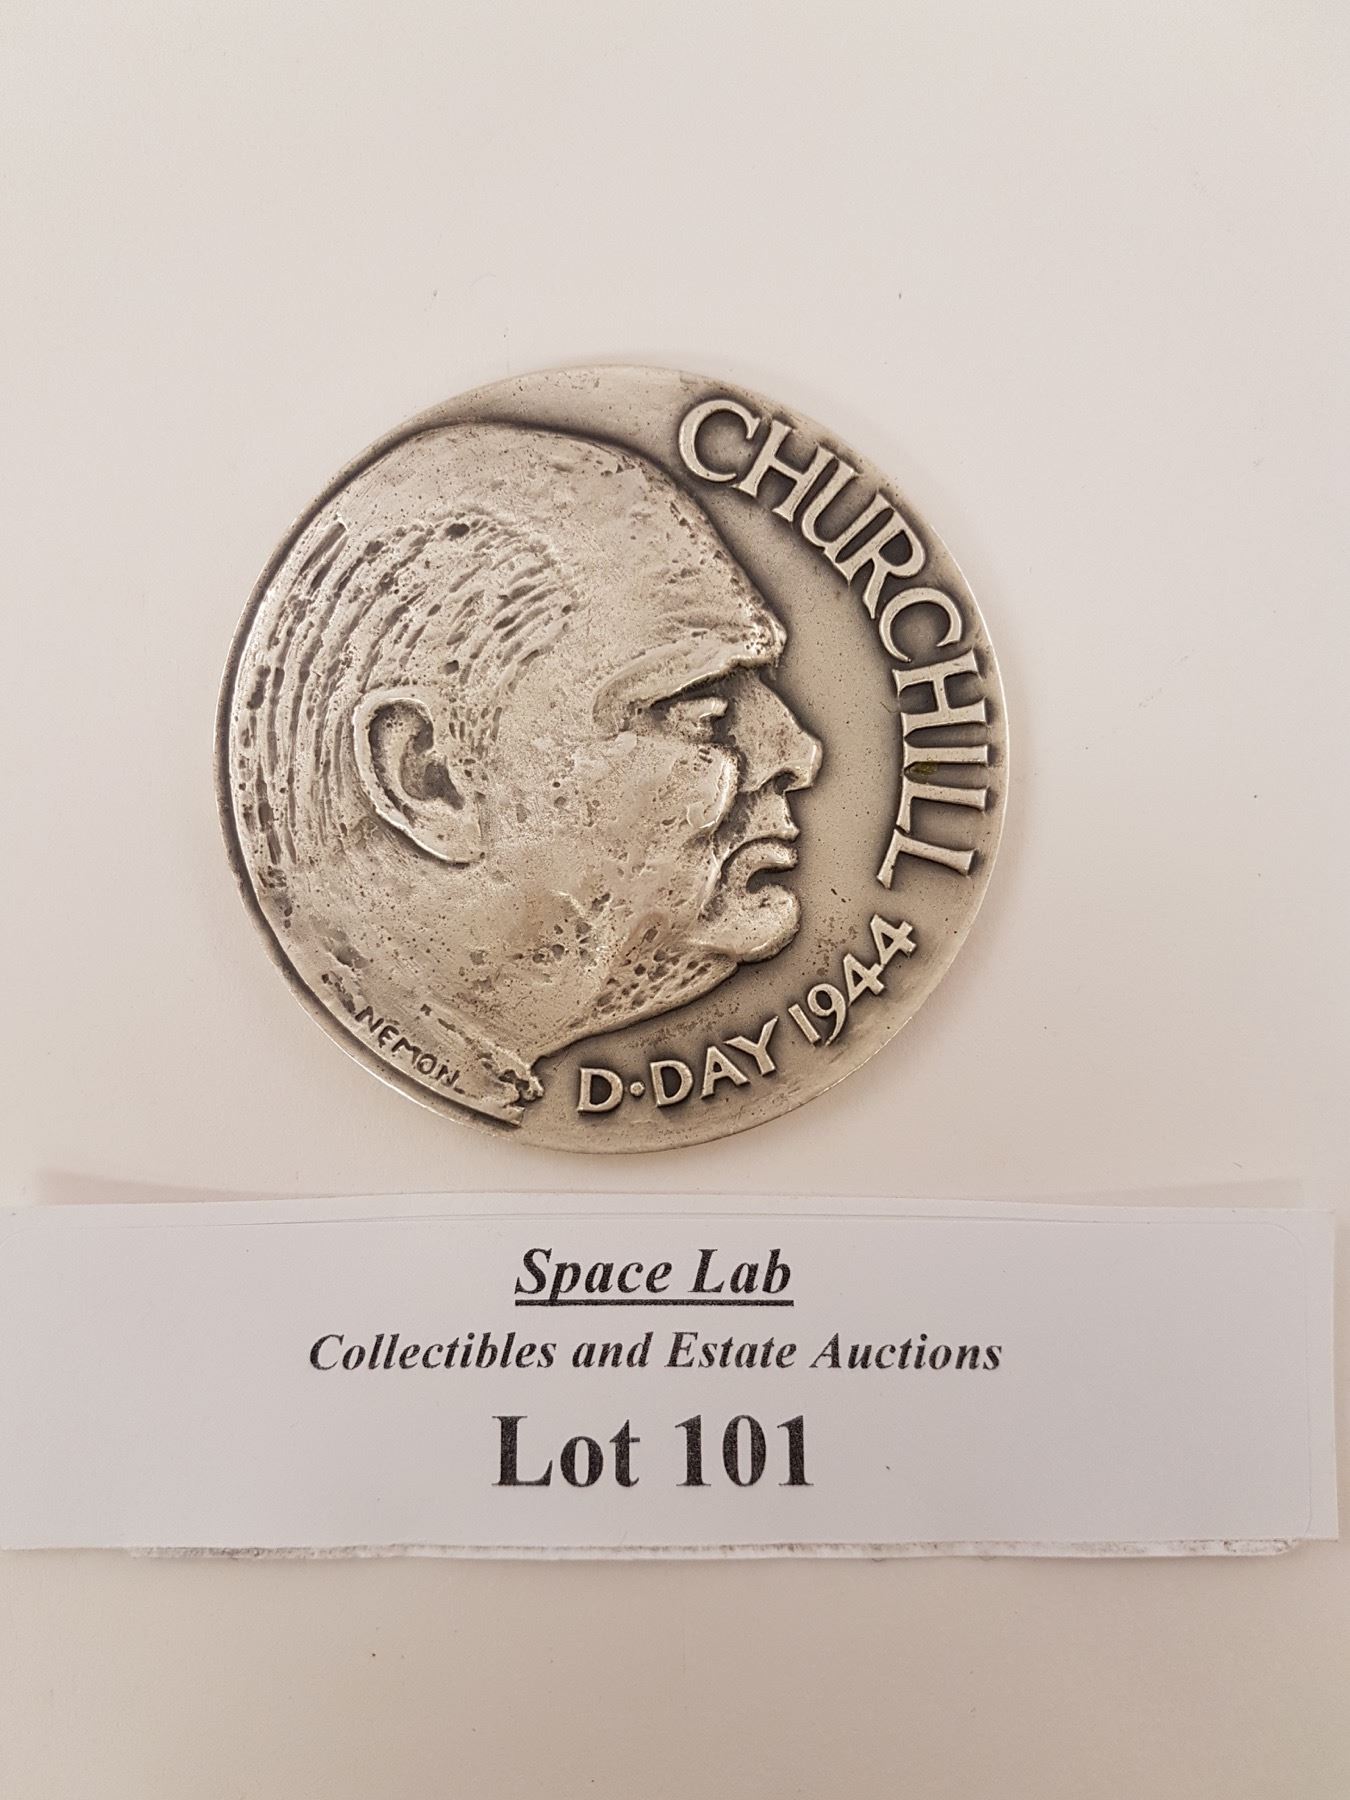 CHURCHILL
D·DAY 1944
NEMON
Space Lab
Collectibles and Estate Auctions
Lot 101